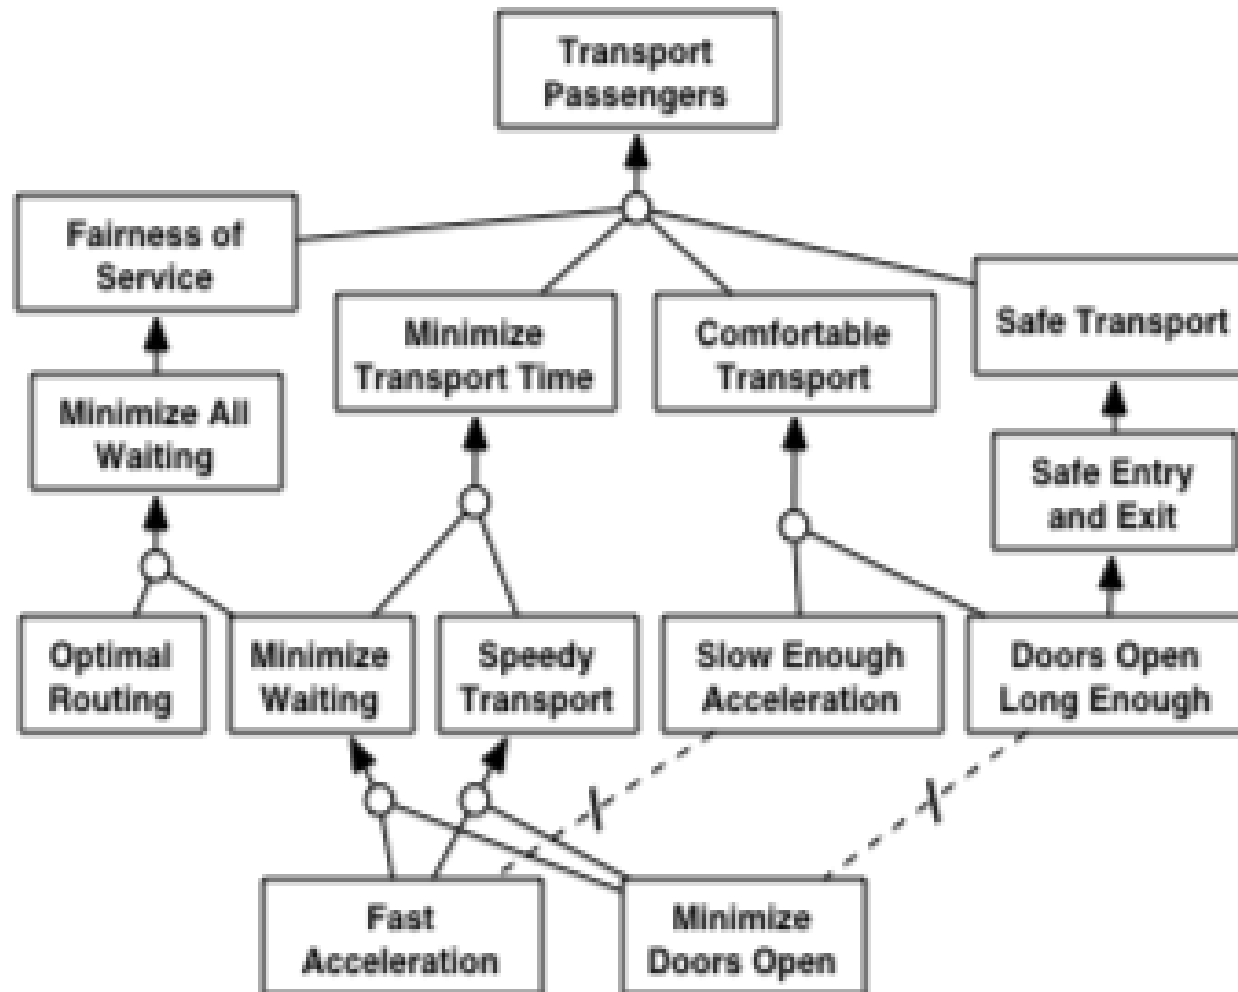 Transport
Passengers
Fairness of
Service
Minimize
Transport Time
Comfortable
Transport
Safe Transport
Minimize All
Waiting
Safe Entry
and Exit
Optimal
Routing
Minimize
Waiting
Speedy
Transport
Slow Enough
Acceleration
Doors Open
Long Enough
Fast
Acceleration
Minimize
Doors Open